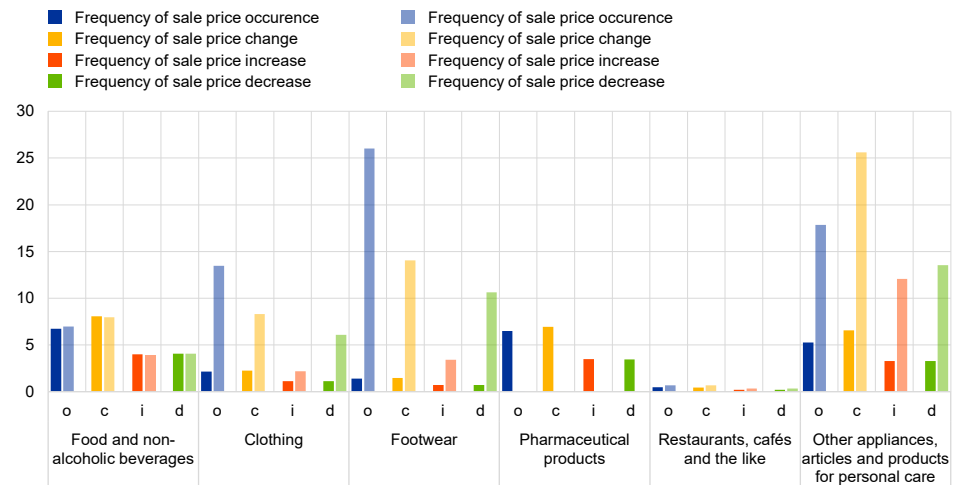 Frequency of sale price occurence
Frequency of sale price change
Frequency of sale price increase
Frequency of sale price decrease
Frequency of sale price occurence
Frequency of sale price change
Frequency of sale price increase
Frequency of sale price decrease
30
25
20
15
10
5
0
o c i d o c i d o c i d o c i d o c i d o c i d
Food and non-
alcoholic beverages
Clothing
Footwear
Pharmaceutical
products
Restaurants, cafés
and the like
Other appliances,
articles and products
for personal care